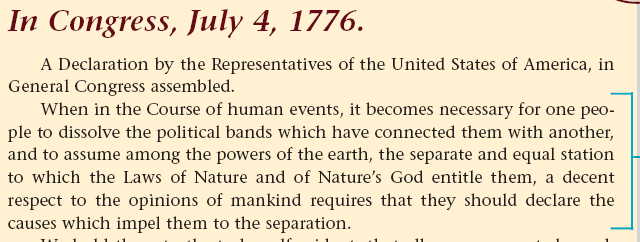 In Congress, July 4, 1776.
A Declaration by the Representatives of the United States of America, in
General Congress assembled.
When in the Course of human events, it becomes necessary for one peo-
ple to dissolve the political bands which have connected them with another,
and to assume among the powers of the earth, the separate and equal station
to which the Laws of Nature and of Nature's God entitle them, a decent
respect to the opinions of mankind requires that they should declare the
causes which impel them to the separation.